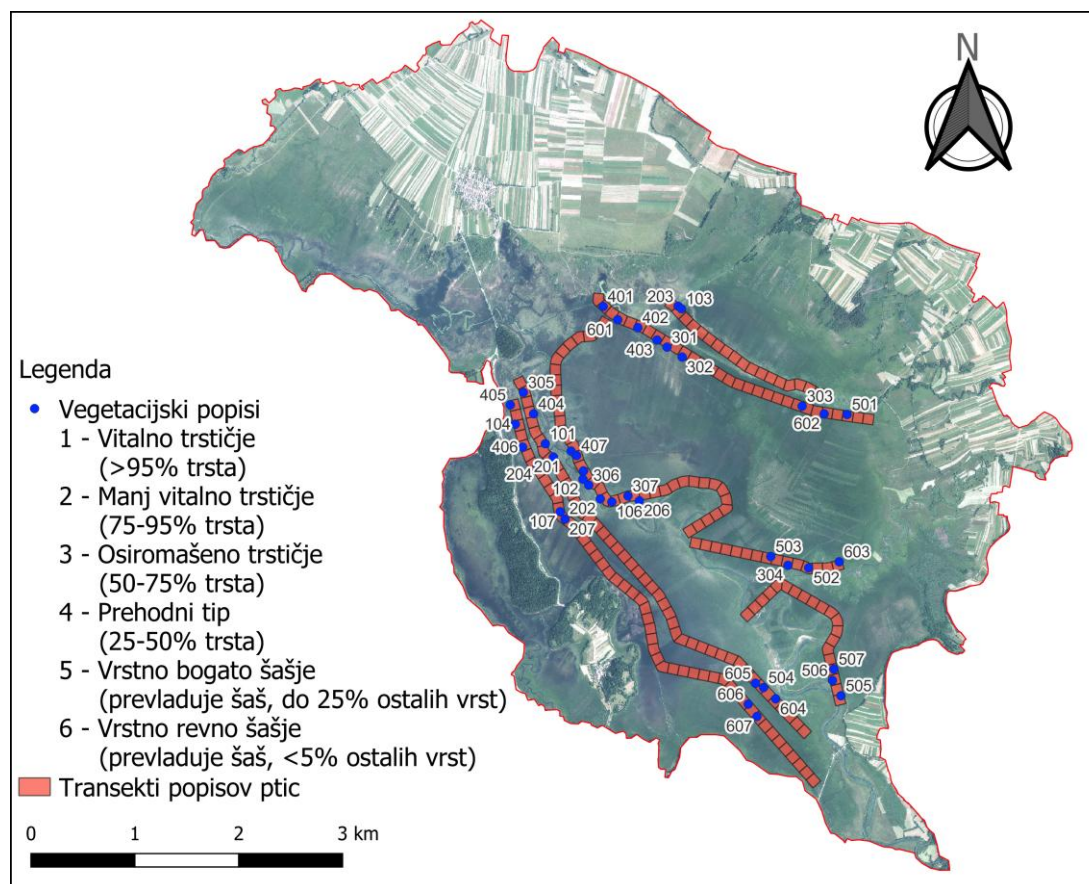 N
401
402
203
103
601
403
301
302
303
602
501
305
405
404
104
101
406
407
201
204
306
102
307
202
106
206
107
207
503
603
304
502
507
506
505
605
504
606
604
607
Legenda
Vegetacijski popisi
1 - Vitalno trstičje
(>95% trsta)
2 - Manj vitalno trstičje
(75-95% trsta)
3 - Osiromašeno trstičje
(50-75% trsta)
4 - Prehodni tip
(25-50% trsta)
5 - Vrstno bogato šašje
(prevladuje šaš, do 25% ostalih vrst)
6 - Vrstno revno šašje
(prevladuje šaš, <5% ostalih vrst)
Transekti popisov ptic
0 1 2 3 km